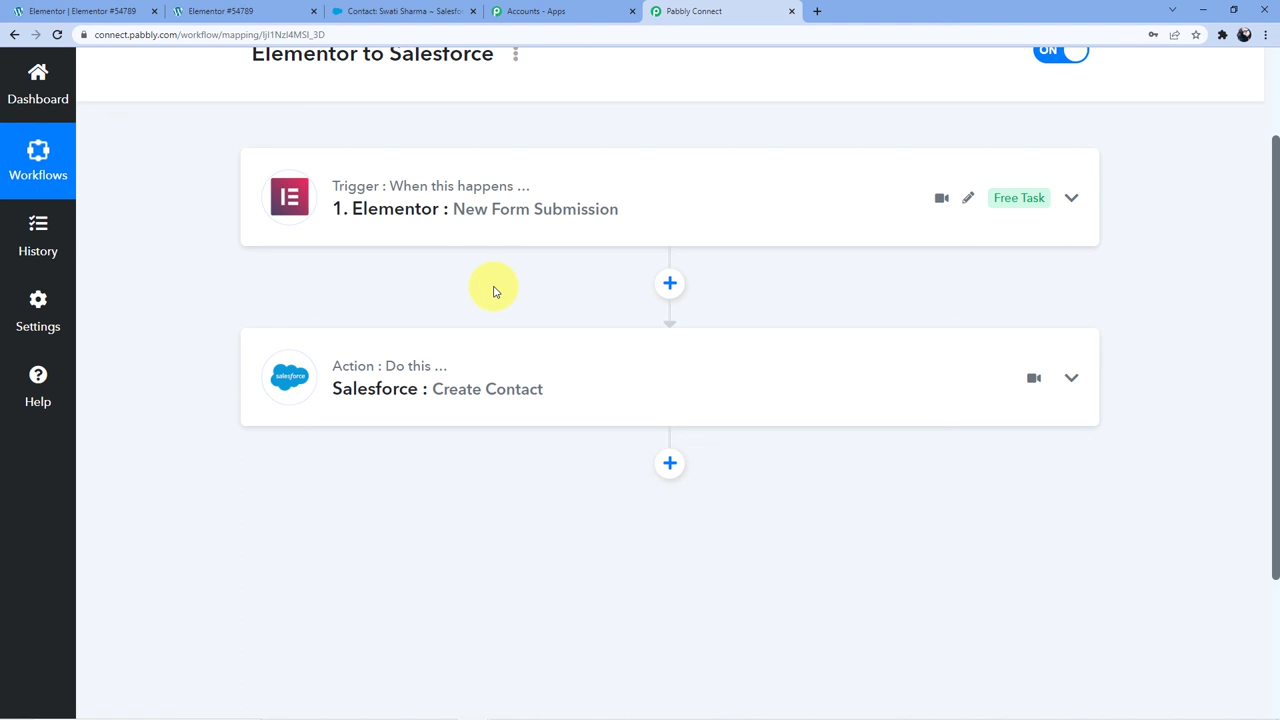 Elementor | Elementor #54789
Elementor #54789
Contact: Swati Sharma ~ Salesfo
Accounts - Apps
Pabbly Connect
connect.pabbly.com/workflow/mapping/IjI1NzI4MSI_3D
Elementor to Salesforce
ON
Dashboard
Workflows
History
Settings
Help
Trigger : When this happens ...
1. Elementor : New Form Submission
Free Task
Action : Do this ...
salesforce
Salesforce : Create Contact